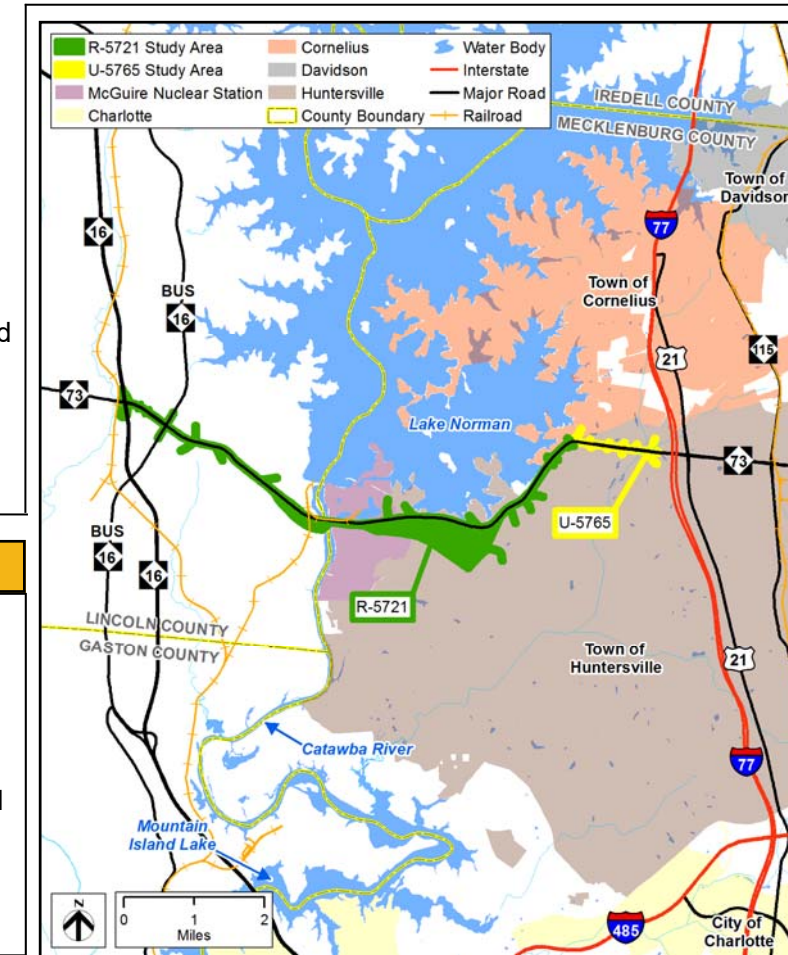 R-5721 Study Area
U-5765 Study Area
McGuire Nuclear Station
Charlotte
Cornelius
Davidson
Huntersville
County Boundary
Water Body
Interstate
Major Road
Railroad
IREDELL COUNTY
MECKLENBURG COUNTY
Town of
Davidson
16
77
BUS
16
Town of
Cornelius
d
21
115
73
Lake Norman
73
U-5765
BUS
16
16
R-5721
LINCOLN COUNTY
GASTON COUNTY
Town of
Huntersville
21
Catawba River
77
Mountain
Island Lake
N
0 1 2
Miles
485
City of
Charlotte